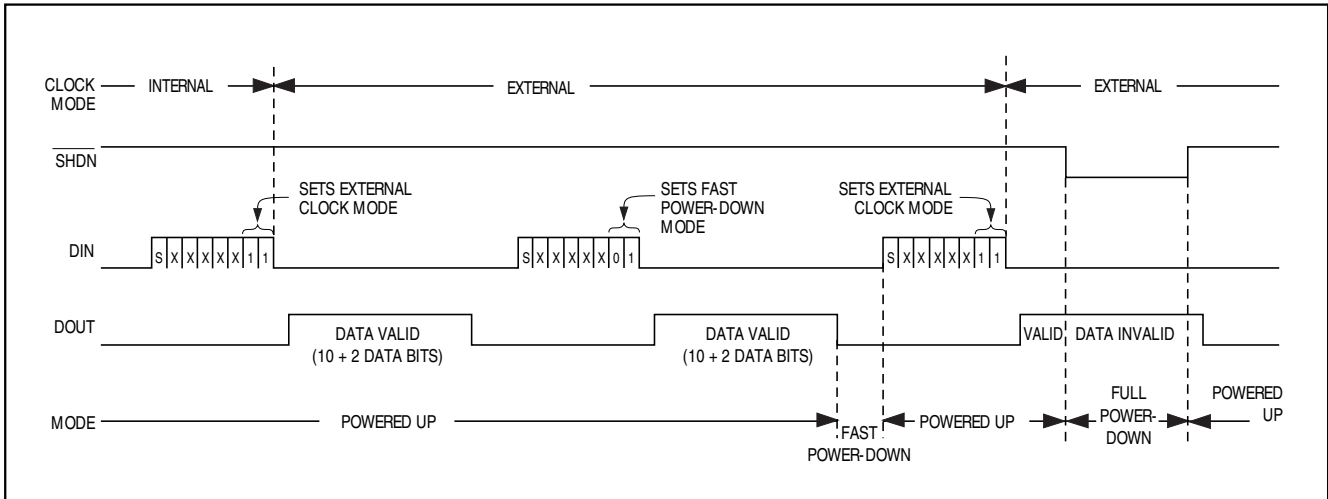 CLOCK
MODE
INTERNAL
EXTERNAL
EXTERNAL
SHDN
SETS EXTERNAL
CLOCK MODE
SETS FAST
POWER-DOWN
MODE
SETS EXTERNAL
CLOCK MODE
DIN
S X X X X X 1 1
S X X X X X 0 1
S X X X X X 1 1
DOUT
DATA VALID
(10 + 2 DATA BITS)
DATA VALID
(10 + 2 DATA BITS)
VALID
DATA INVALID
MODE
POWERED UP
FAST
POWER-DOWN
POWERED UP
FULL
POWER-
DOWN
POWERED
UP